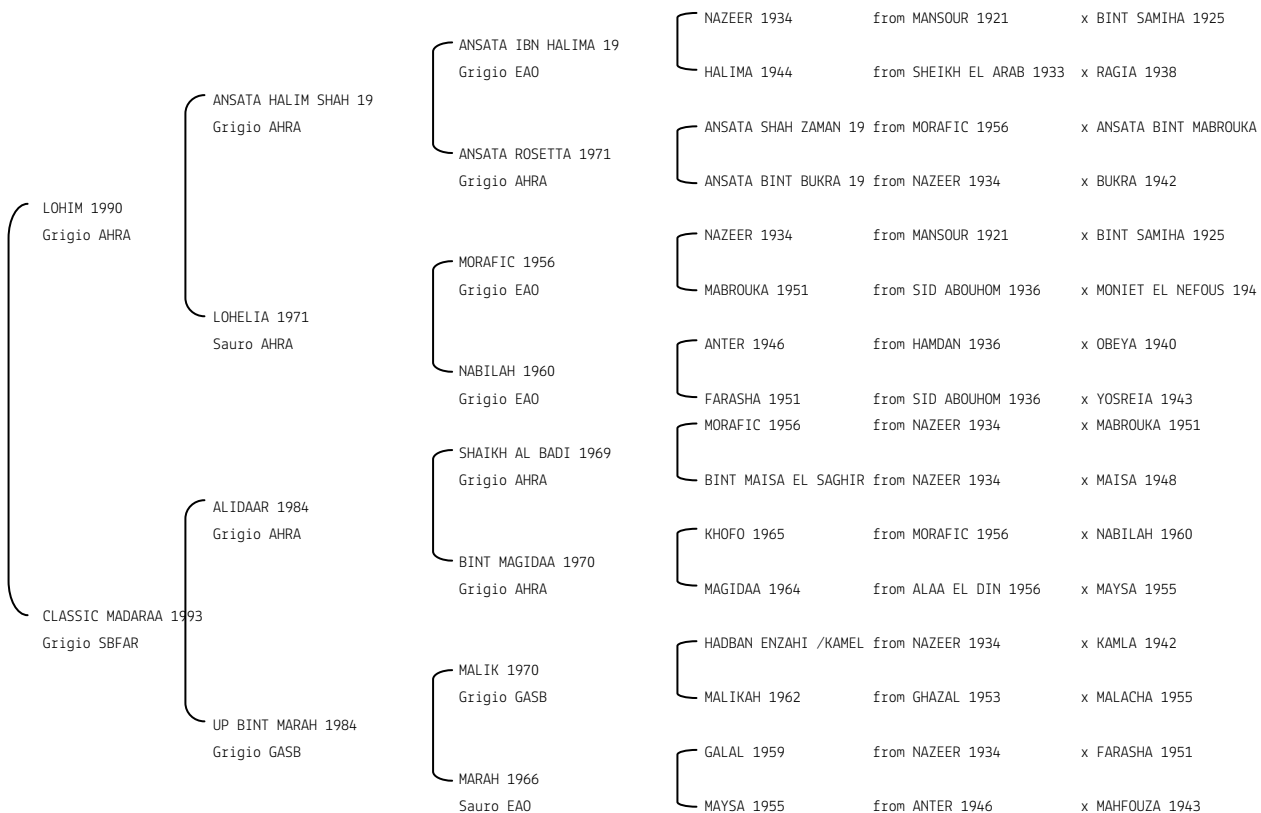 NAZEER 1934 from MANSOUR 1921 x BINT SAMIHA 1925
ANSATA IBN HALIMA 19
Grigio EAO HALIMA 1944 from SHEIKH EL ARAB 1933 x RAGIA 1938
ANSATA HALIM SHAH 19
Grigio AHRA ANSATA SHAH ZAMAN 19 from MORAFIC 1956 x ANSATA BINT MABROUKA
ANSATA ROSETTA 1971
Grigio AHRA ANSATA BINT BUKRA 19 from NAZEER 1934 x BUKRA 1942
LOHIM 1990
Grigio AHRA NAZEER 1934 from MANSOUR 1921 x BINT SAMIHA 1925
MORAFIC 1956
Grigio EAO MABROUKA 1951 from SID ABOUHOM 1936 x MONIET EL NEFOUS 194
LOHELIA 1971
Sauro AHRA ANTER 1946 from HAMDAN 1936 x OBEYA 1940
NABILAH 1960
Grigio EAO FARASHA 1951 from SID ABOUHOM 1936 x YOSREIA 1943
MORAFIC 1956 from NAZEER 1934 x MABROUKA 1951
SHAIKH AL BADI 1969
Grigio AHRA BINT MAISA EL SAGHIR from NAZEER 1934 x MAISA 1948
ALIDAAR 1984
Grigio AHRA KHOFO 1965 from MORAFIC 1956 x NABILAH 1960
BINT MAGIDAA 1970
Grigio AHRA MAGIDAA 1964 from ALAA EL DIN 1956 x MAYSA 1955
CLASSIC MADARAA 1993
Grigio SBFAR HADBAN ENZAHI /KAMEL from NAZEER 1934 x KAMLA 1942
MALIK 1970
Grigio GASB MALIKAH 1962 from GHAZAL 1953 x MALACHA 1955
UP BINT MARAH 1984
Grigio GASB GALAL 1959 from NAZEER 1934 x FARASHA 1951
MARAH 1966
Sauro EAO MAYSA 1955 from ANTER 1946 x MAHFOUZA 1943